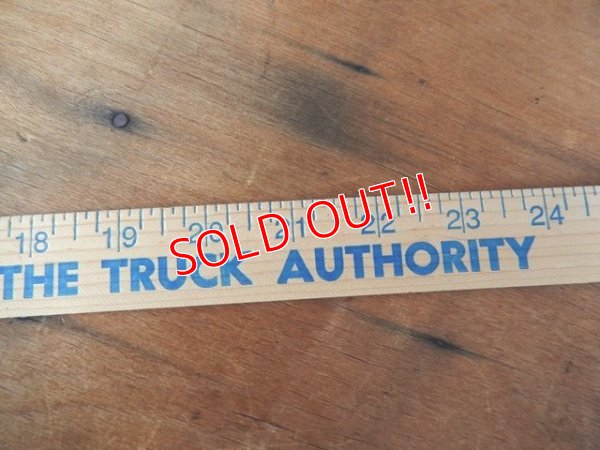 18 19 20 21 22 23 24
SOLD OUT!!
THE TRUCK AUTHORITY